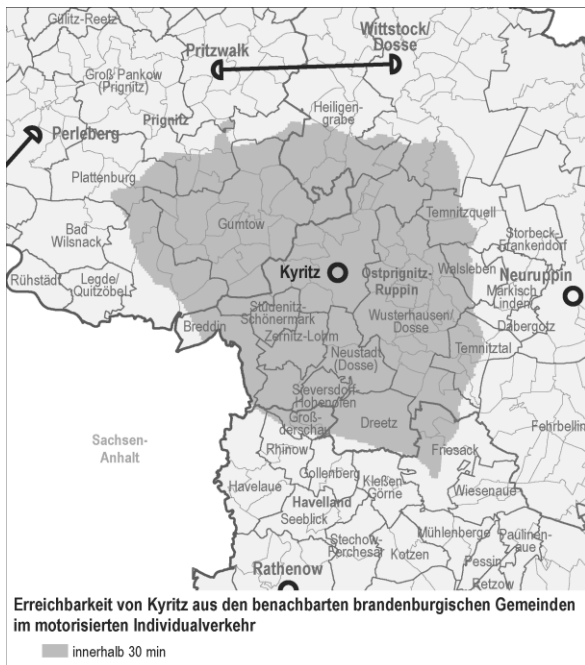 Gülitz-Reetz
Pritzwalk
Wittstock/
Dosse
Groß Pankow
(Prignitz)
Prignitz
Heiligen-
grabe
Perleberg
Plattenburg
Temnitzquell
Gumtow
Storbeck-
Frankendorf
Bad
Wilsnack
Kyritz
Ostprignitz-
Ruppin
Walsleben
Neuruppin
Rühstädt
Legde/
Quitzöbel
Märkisch
Linden
Breddin
Stüdenitz-
Schönermark
Wusterhausen/
Dosse
Dabergotz
Zernitz-Lohm
Neustadt
(Dosse)
Temnitztal
Sieversdorf-
Hohenofen
Groß-
derschau
Dreetz
Fehrbellin
Sachsen-
Anhalt
Rhinow
Friesack
Gollenberg
Kleßen-
Görne
Havelaue
Havelland
Wiesenaue
Seeblick
Stechow-
Ferchesar
Mühlenberge
Paulinen-
aue
Kotzen
Pessin
Rathenow
Retzow
Erreichbarkeit von Kyritz aus den benachbarten brandenburgischen Gemeinden
im motorisierten Individualverkehr
innerhalb 30 min